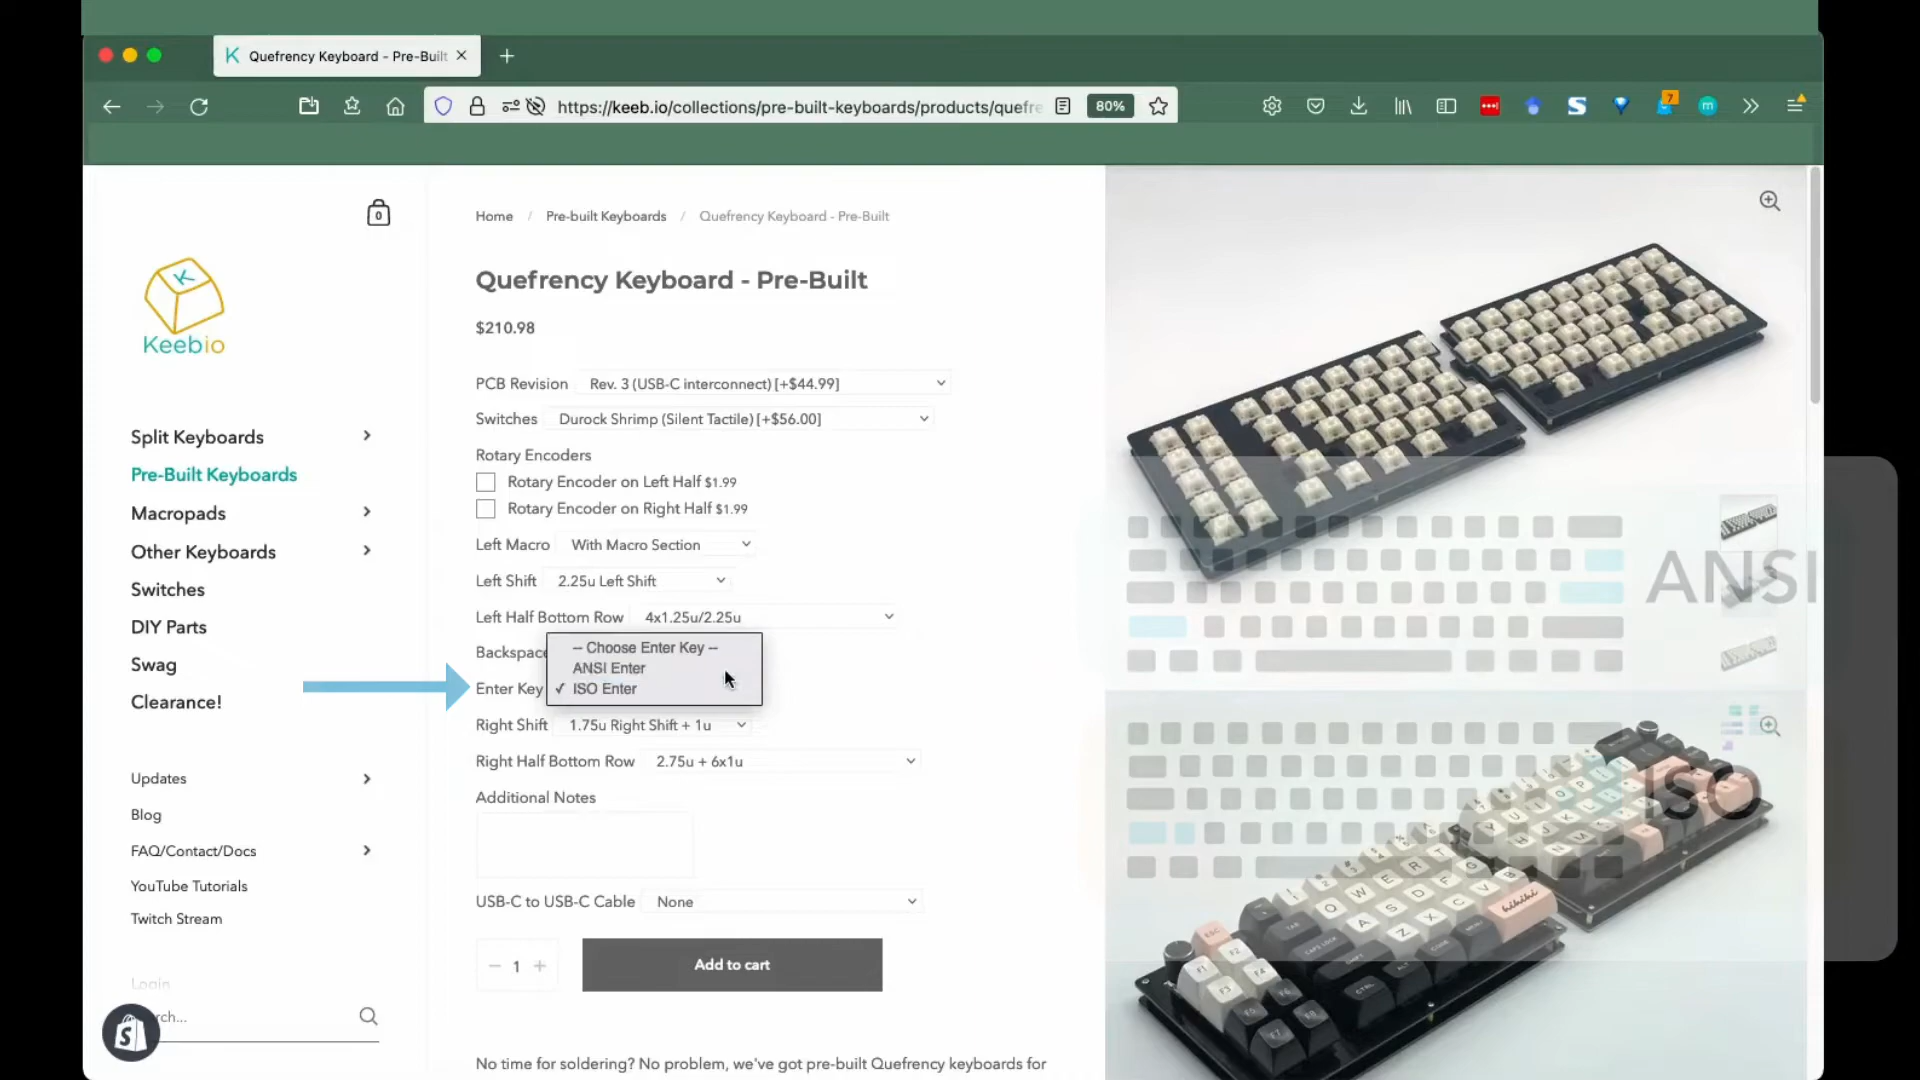 Quefrency Keyboard - Pre-Built
https://keeb.io/collections/pre-built-keyboards/products/quefre
80%
7
m
0
Keebio
Split Keyboards
Pre-Built Keyboards
Macropads
Other Keyboards
Switches
DIY Parts
Swag
Clearance!
Updates
Blog
FAQ/Contact/Docs
YouTube Tutorials
Twitch Stream
Login
rch...
Home / Pre-built Keyboards / Quefrency Keyboard - Pre-Built
Quefrency Keyboard - Pre-Built
$210.98
PCB Revision Rev. 3 (USB-C interconnect) [+$44.99]
Switches Durock Shrimp (Silent Tactile) [+$56.00]
Rotary Encoders
Rotary Encoder on Left Half $1.99
Rotary Encoder on Right Half $1.99
Left Macro With Macro Section
Left Shift 2.25u Left Shift
Left Half Bottom Row 4x1.25u/2.25u
Backspace
-- Choose Enter Key --
ANSI Enter
Enter Key ✓ ISO Enter
Right Shift 1.75u Right Shift + 1u
Right Half Bottom Row 2.75u + 6x1u
Additional Notes
USB-C to USB-C Cable None
− 1 + Add to cart
No time for soldering? No problem, we've got pre-built Quefrency keyboards for
ANSI
ISO